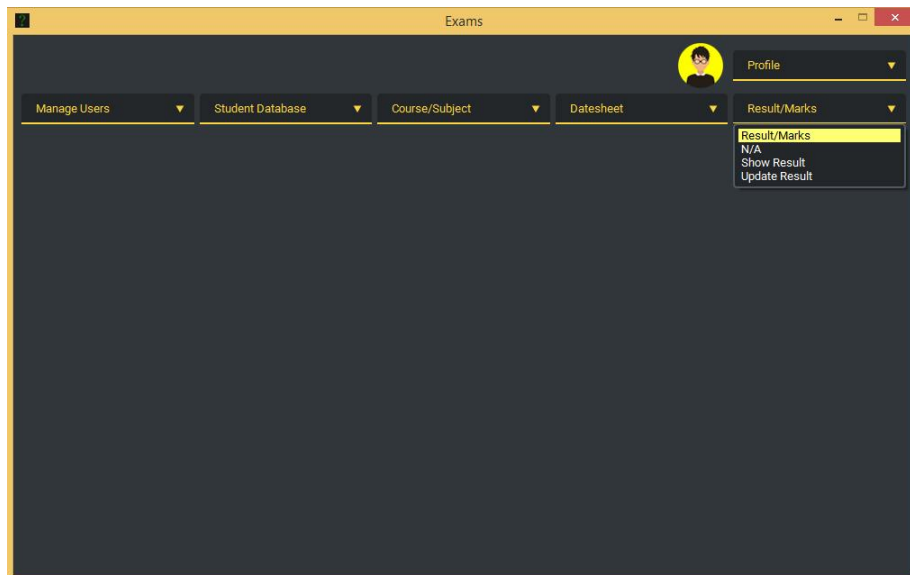 ?
Exams
Profile
Manage Users Student Database Course/Subject Datesheet Result/Marks
Result/Marks
N/A
Show Result
Update Result